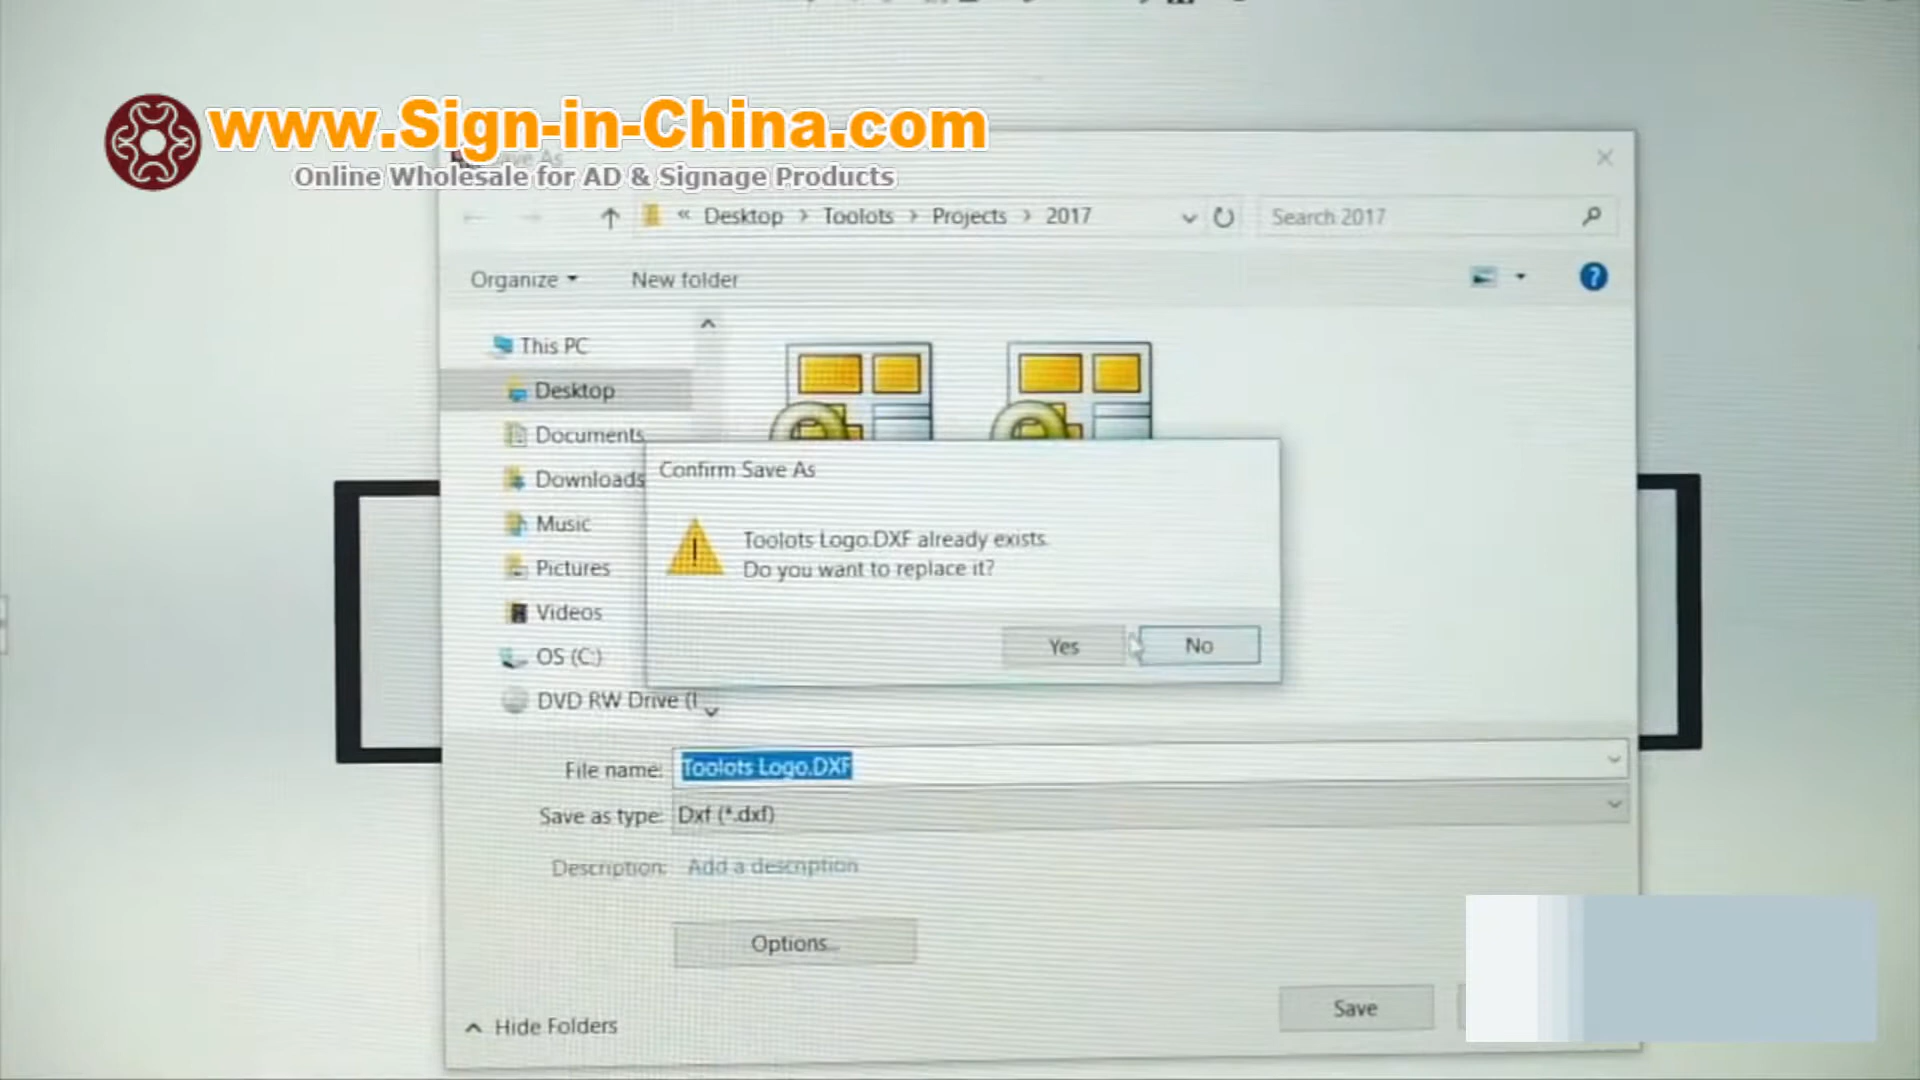 www.Sign-in-China.com
Save As
Online Wholesale for AD & Signage Products
« Desktop > Toolots > Projects > 2017
Search 2017
Organize
New folder
This PC
Desktop
Documents
Downloads
Music
Pictures
Videos
OS (C:)
DVD RW Drive (
Confirm Save As
Toolots Logo.DXF already exists.
Do you want to replace it?
Yes
No
File name: Toolots Logo.DXF
Save as type: Dxf (*.dxf)
Description: Add a description
Options...
Save
Hide Folders